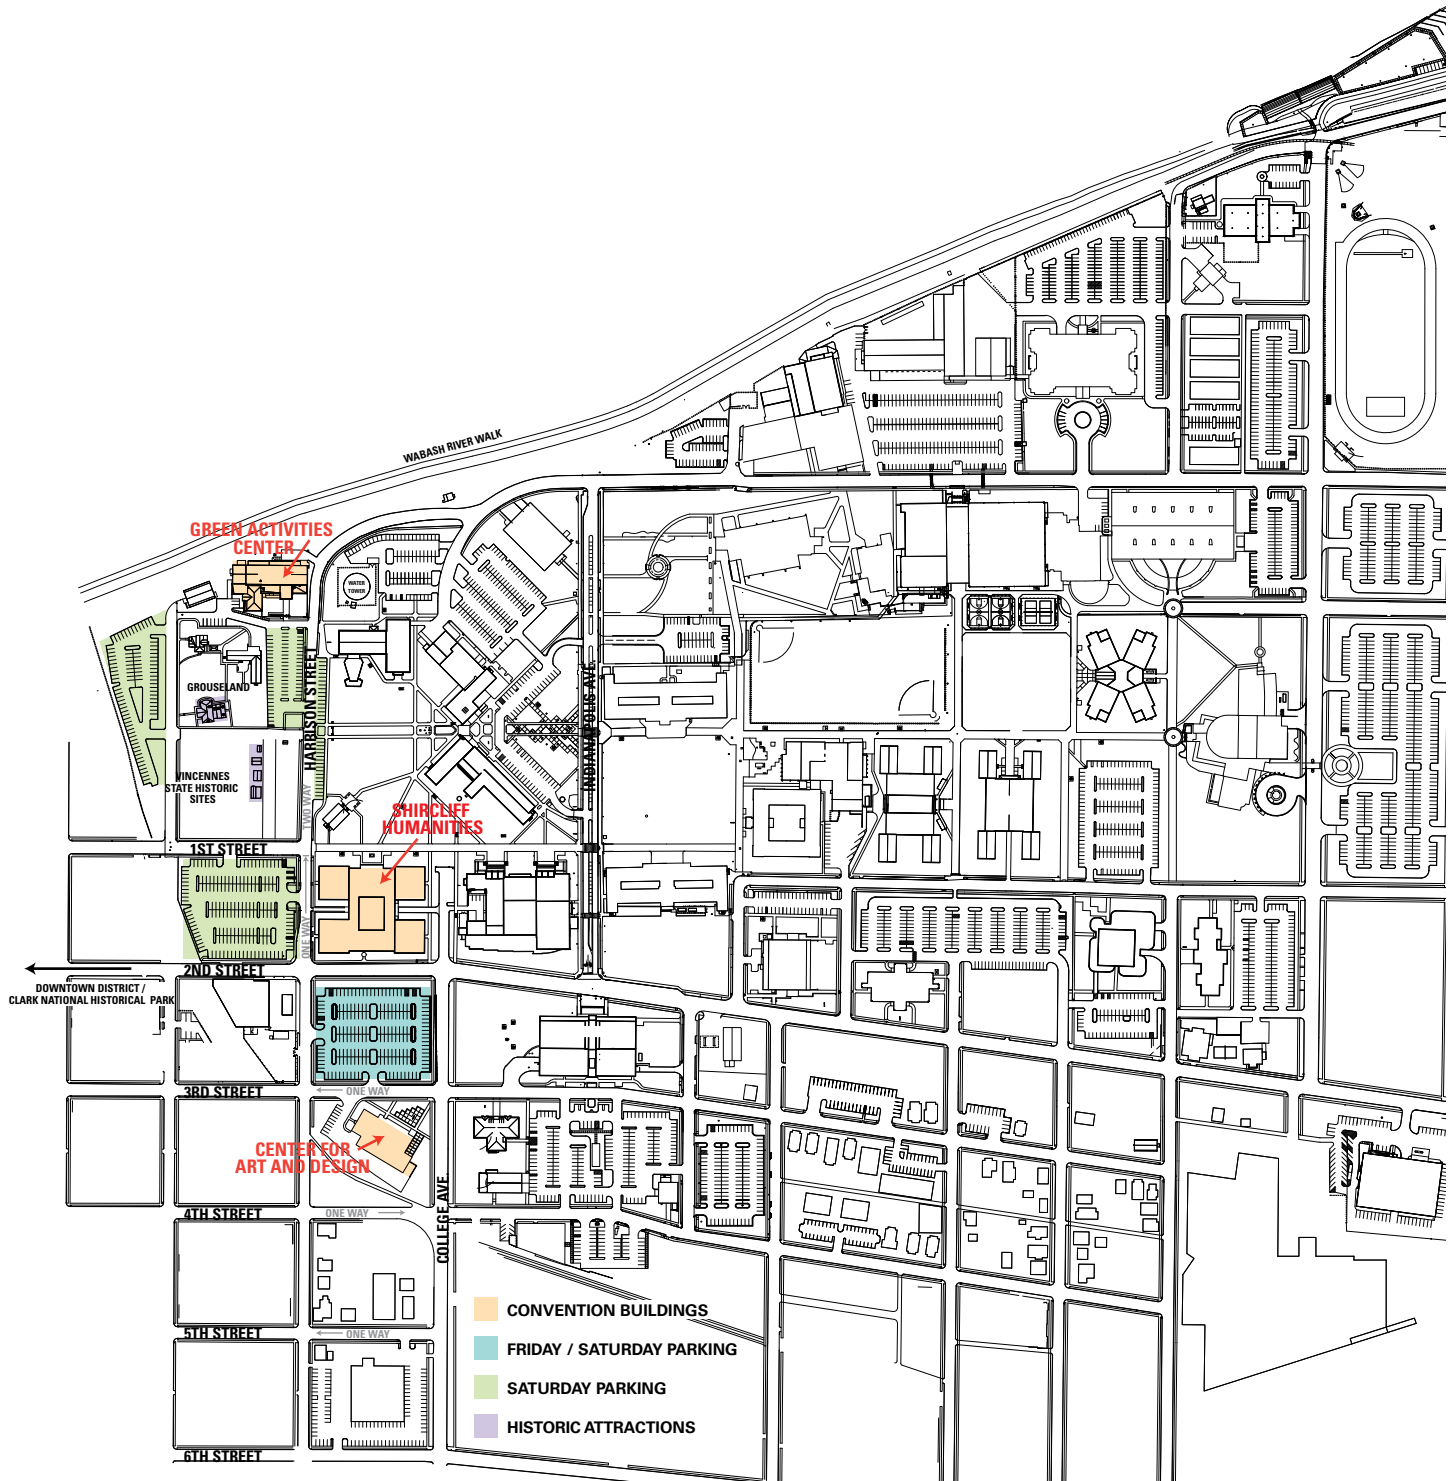 WABASH RIVER WALK
GREEN ACTIVITIES
CENTER
WATER
TOWER
GROUSELAND
HARRISON STREET
INDIANAPOLIS AVE.
VINCENNES
STATE HISTORIC
SITES
TWO WAY
SHIRCLIFF
HUMANITIES
1ST STREET
ONE WAY
2ND STREET
DOWNTOWN DISTRICT /
CLARK NATIONAL HISTORICAL PARK
3RD STREET
ONE WAY
CENTER FOR
ART AND DESIGN
COLLEGE AVE.
4TH STREET
ONE WAY
5TH STREET
ONE WAY
6TH STREET
CONVENTION BUILDINGS
FRIDAY / SATURDAY PARKING
SATURDAY PARKING
HISTORIC ATTRACTIONS